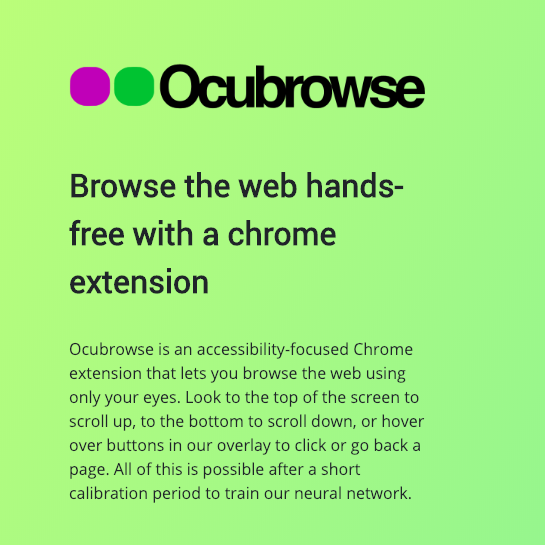 Ocubrowse
Browse the web hands-
free with a chrome
extension
Ocubrowse is an accessibility-focused Chrome
extension that lets you browse the web using
only your eyes. Look to the top of the screen to
scroll up, to the bottom to scroll down, or hover
over buttons in our overlay to click or go back a
page. All of this is possible after a short
calibration period to train our neural network.